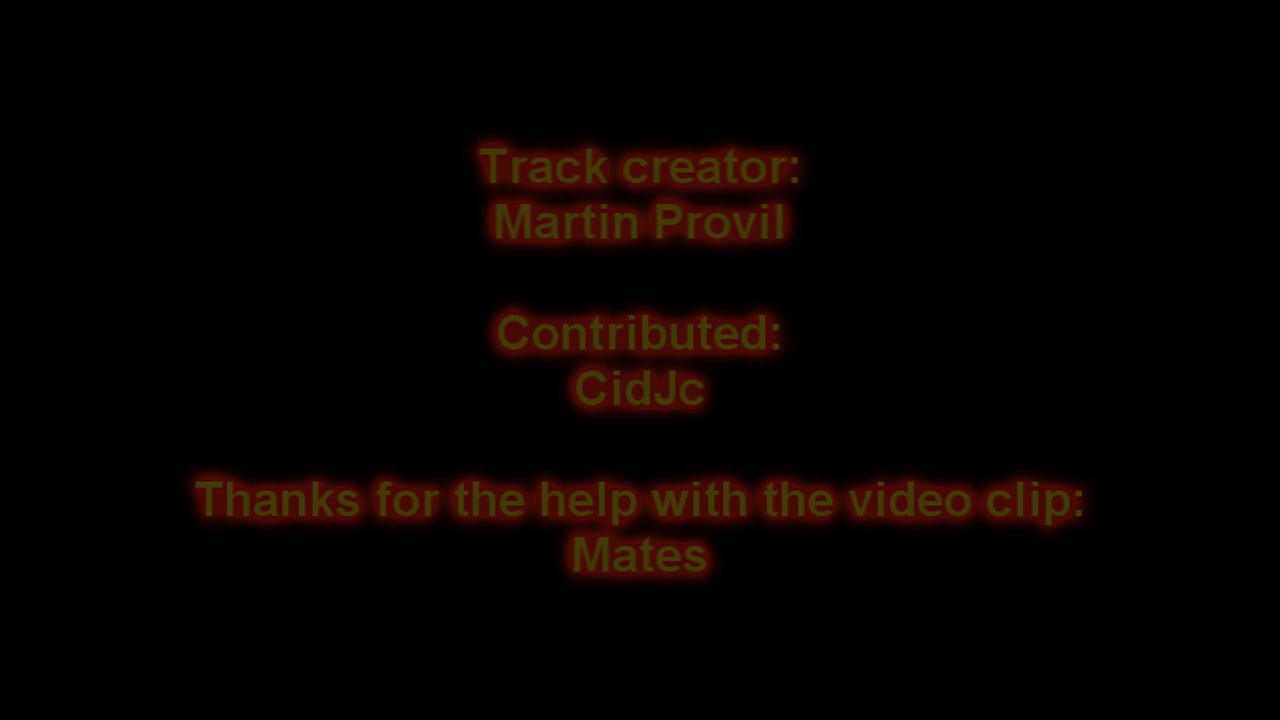 Track creator:
Martin Provil
Contributed:
CidJc
Thanks for the help with the video clip:
Mates